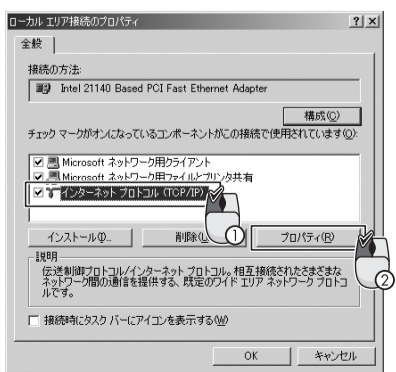 ローカル エリア接続のプロパティ
全般
接続の方法:
Intel 21140 Based PCI Fast Ethernet Adapter
構成(C)
チェック マークがオンになっているコンポーネントがこの接続で使用されています(O):
Microsoft ネットワーク用クライアント
Microsoft ネットワーク用ファイルとプリンタ共有
インターネット プロトコル (TCP/IP)
インストール(I)... 削除(U) ① プロパティ(R)
②
説明
伝送制御プロトコル/インターネット プロトコル。相互接続されたさまざまな
ネットワーク間の通信を提供する、既定のワイド エリア ネットワーク プロトコ
ルです。
接続時にタスク バーにアイコンを表示する(W)
OK キャンセル